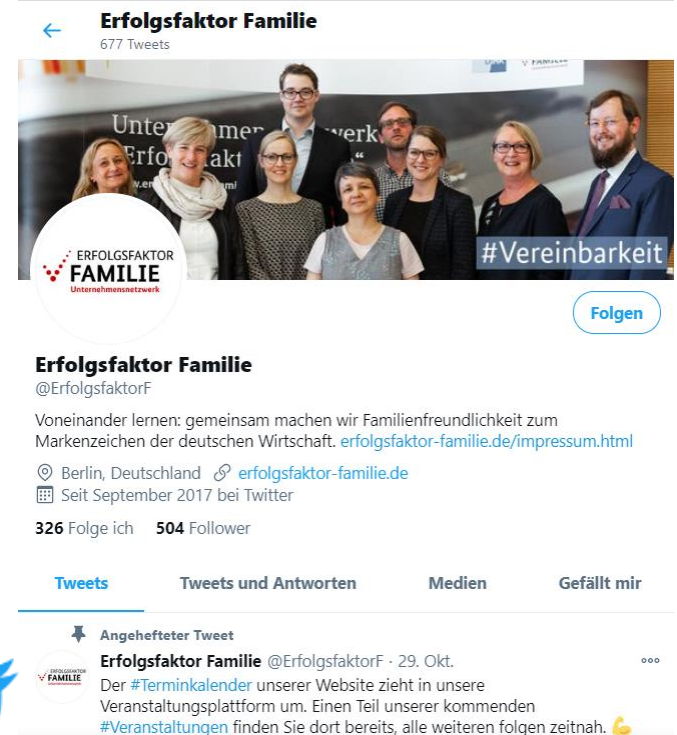 Erfolgsfaktor Familie
677 Tweets
FAMILIE
#Vereinbarkeit
ERFOLGSFAKTOR
FAMILIE
Unternehmensnetzwerk
Folgen
Erfolgsfaktor Familie
@ErfolgsfaktorF
Voneinander lernen: gemeinsam machen wir Familienfreundlichkeit zum
Markenzeichen der deutschen Wirtschaft. erfolgsfaktor-familie.de/impressum.html
Berlin, Deutschland erfolgsfaktor-familie.de
Seit September 2017 bei Twitter
326 Folge ich 504 Follower
Tweets Tweets und Antworten Medien Gefällt mir
Angehefteter Tweet
Erfolgsfaktor Familie @ErfolgsfaktorF · 29. Okt.
ERFOLGSFAKTOR
FAMILIE
Der #Terminkalender unserer Website zieht in unsere
Veranstaltungsplattform um. Einen Teil unserer kommenden
#Veranstaltungen finden Sie dort bereits, alle weiteren folgen zeitnah. 💪